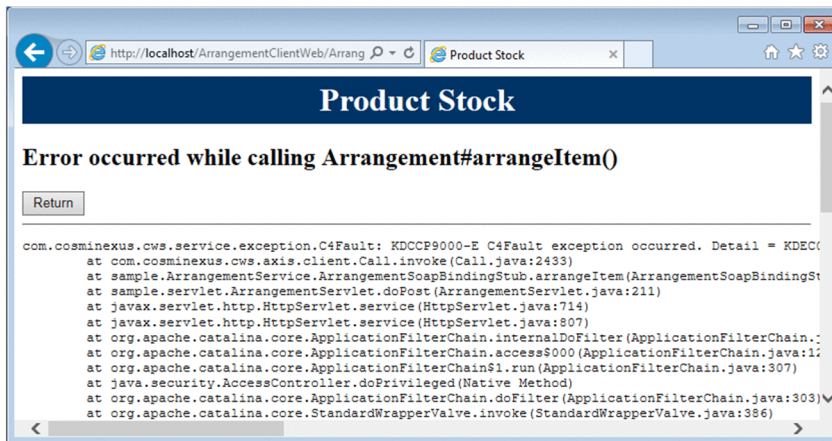 http://localhost/ArrangementClientWeb/Arrang
Product Stock
Product Stock
Error occurred while calling Arrangement#arrangeItem()
Return
com.cosminexus.cws.service.exception.C4Fault: KDCCP9000-E C4Fault exception occurred. Detail = KDEC
at com.cosminexus.cws.axis.client.Call.invoke(Call.java:2433)
at sample.ArrangementService.ArrangementSoapBindingStub.arrangeItem(ArrangementSoapBindingSt
at sample.servlet.ArrangementServlet.doPost(ArrangementServlet.java:211)
at javax.servlet.http.HttpServlet.service(HttpServlet.java:714)
at javax.servlet.http.HttpServlet.service(HttpServlet.java:807)
at org.apache.catalina.core.ApplicationFilterChain.internalDoFilter(ApplicationFilterChain.j
at org.apache.catalina.core.ApplicationFilterChain.access$000(ApplicationFilterChain.java:12
at org.apache.catalina.core.ApplicationFilterChain$1.run(ApplicationFilterChain.java:307)
at java.security.AccessController.doPrivileged(Native Method)
at org.apache.catalina.core.ApplicationFilterChain.doFilter(ApplicationFilterChain.java:303)
at org.apache.catalina.core.StandardWrapperValve.invoke(StandardWrapperValve.java:386)